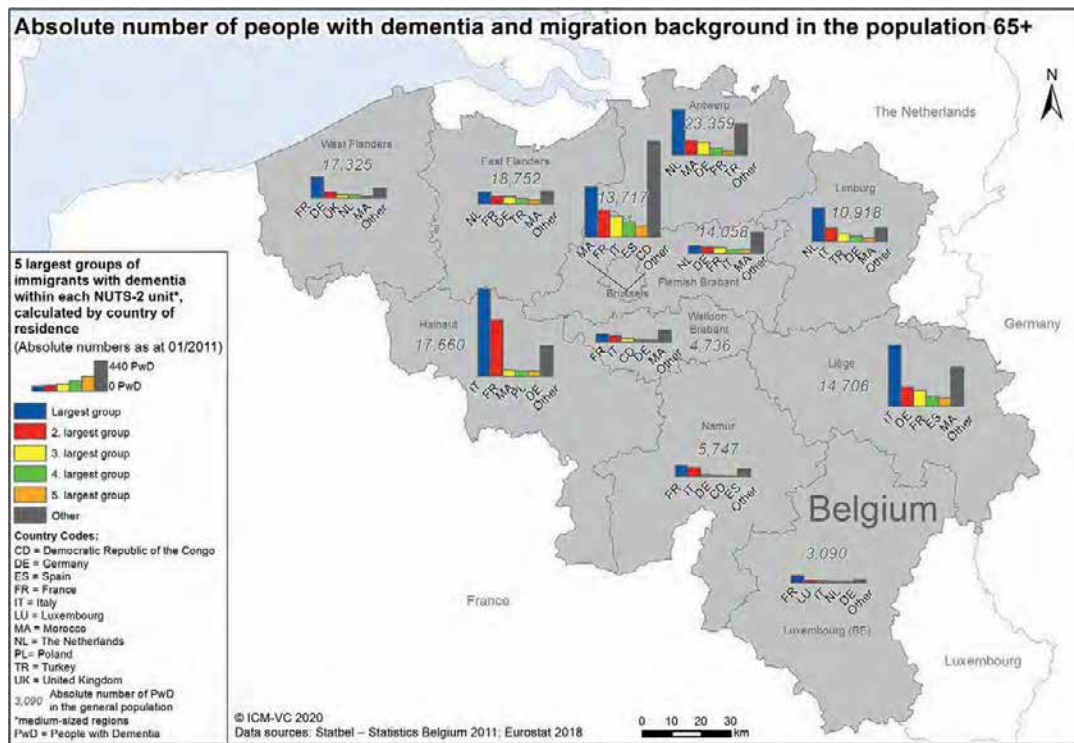 Absolute number of people with dementia and migration background in the population 65+
N
The Netherlands
Antwerp
23,359
NL
MA
DE
FR
TR
Other
West Flanders
17,325
FR
DE
UK
NL
MA
Other
East Flanders
18,752
NL
FR
DE
TR
MA
Other
13,717
MA
FR
IT
ES
CD
Other
Brussels
Limburg
10,918
NL
IT
TR
DE
MA
Other
14,058
NL
DE
FR
IT
MA
Other
Flemish Brabant
Hainaut
17,660
IT
FR
MA
PL
DE
Other
Walloon
Brabant
4,736
FR
IT
CD
DE
MA
Other
Germany
Liège
14,706
IT
DE
FR
ES
MA
Other
Namur
5,747
FR
IT
DE
CD
ES
Other
Belgium
3,090
FR
LU
IT
NL
DE
Other
Luxembourg (BE)
France
Luxembourg
5 largest groups of
immigrants with dementia
within each NUTS-2 unit*,
calculated by country of
residence
(Absolute numbers as at 01/2011)
440 PwD
0 PwD
Largest group
2. largest group
3. largest group
4. largest group
5. largest group
Other
Country Codes:
CD = Democratic Republic of the Congo
DE = Germany
ES = Spain
FR = France
IT = Italy
LU = Luxembourg
MA = Morocco
NL = The Netherlands
PL= Poland
TR = Turkey
UK = United Kingdom
3,090 Absolute number of PwD
in the general population
*medium-sized regions
PwD = People with Dementia
© ICM-VC 2020
Data sources: Statbel – Statistics Belgium 2011; Eurostat 2018
0 10 20 30
km